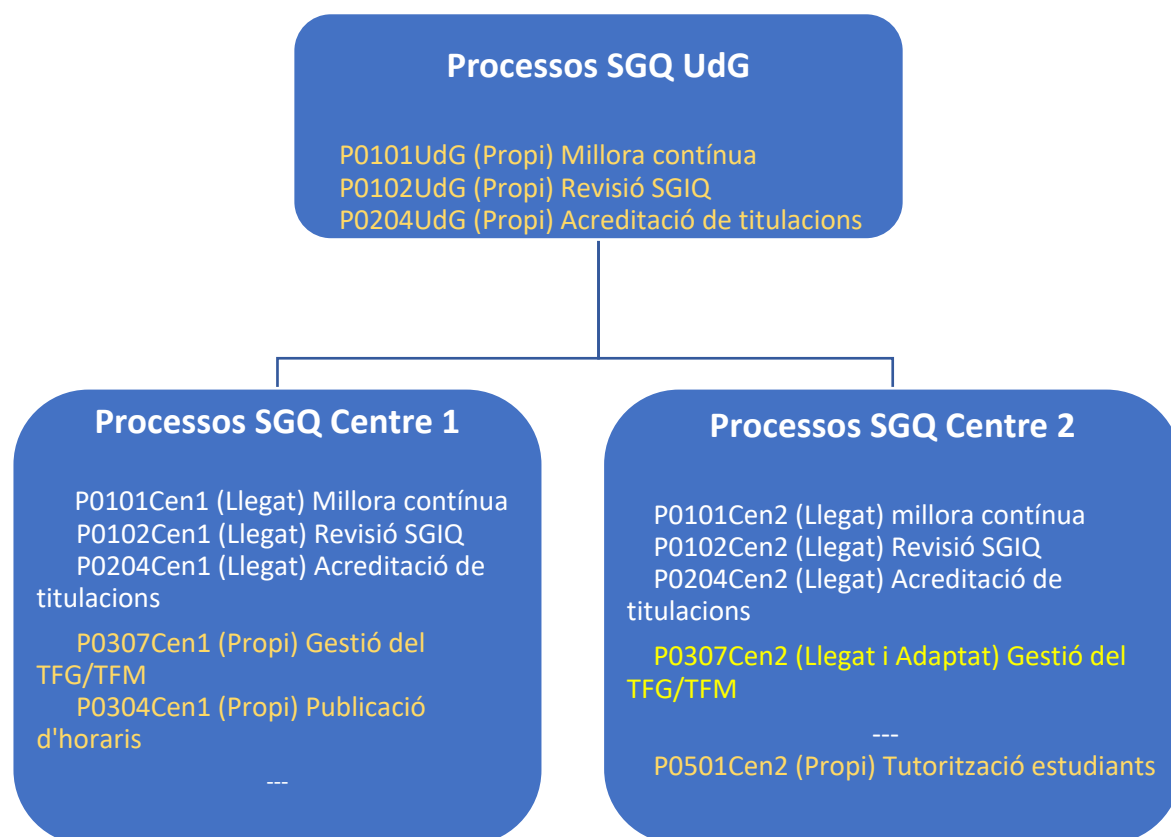 Processos SGQ UdG
P0101UdG (Propi) Millora contínua
P0102UdG (Propi) Revisió SGIQ
P0204UdG (Propi) Acreditació de titulacions
Processos SGQ Centre 1
P0101Cen1 (Llegat) Millora contínua
P0102Cen1 (Llegat) Revisió SGIQ
P0204Cen1 (Llegat) Acreditació de
titulacions
P0307Cen1 (Propi) Gestió del
TFG/TFM
P0304Cen1 (Propi) Publicació
d'horaris
---
Processos SGQ Centre 2
P0101Cen2 (Llegat) millora contínua
P0102Cen2 (Llegat) Revisió SGIQ
P0204Cen2 (Llegat) Acreditació de
titulacions
P0307Cen2 (Llegat i Adaptat) Gestió del
TFG/TFM
---
P0501Cen2 (Propi) Tutorització estudiants